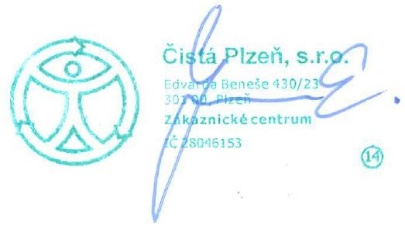 Čistá Plzeň, s.r.o.
Edvarda Beneše 430/23
301 00, Plzeň
Zákaznické centrum
IČ 28046153
14